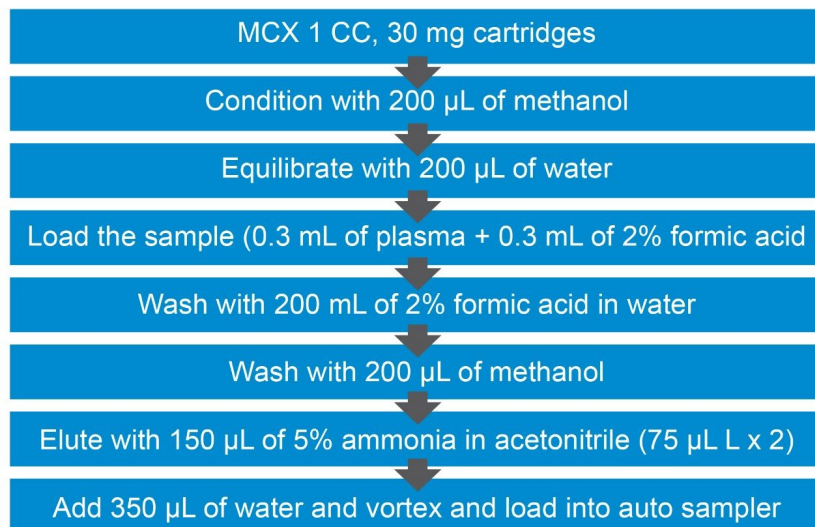 MCX 1 CC, 30 mg cartridges
Condition with 200 µL of methanol
Equilibrate with 200 µL of water
Load the sample (0.3 mL of plasma + 0.3 mL of 2% formic acid
Wash with 200 mL of 2% formic acid in water
Wash with 200 µL of methanol
Elute with 150 µL of 5% ammonia in acetonitrile (75 µL L x 2)
Add 350 µL of water and vortex and load into auto sampler